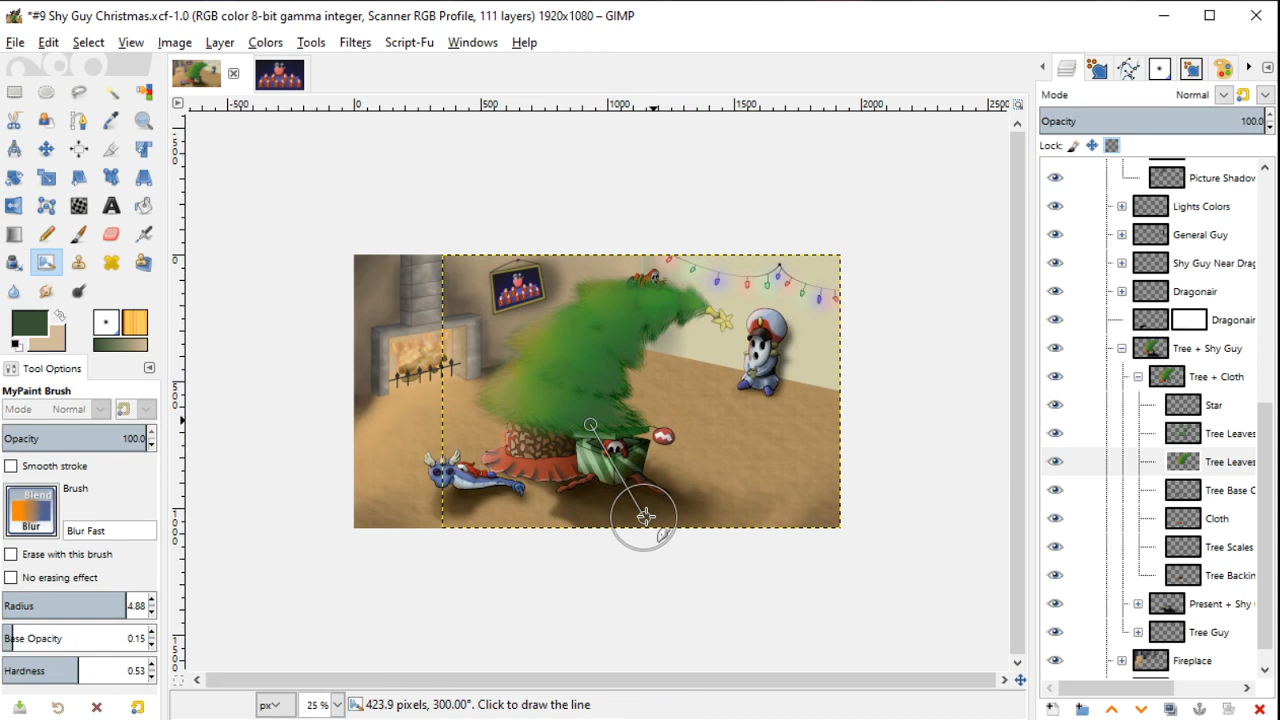 *#9 Shy Guy Christmas.xcf-1.0 (RGB color 8-bit gamma integer, Scanner RGB Profile, 111 layers) 1920x1080 – GIMP
File Edit Select View Image Layer Colors Tools Filters Script-Fu Windows Help
-500 0 500 1000 1500 2000 2500
Mode Normal
Opacity 100.0
Lock:
Picture Shadow
Lights Colors
General Guy
Shy Guy Near Drag
Dragonair
Dragonair
Tree + Shy Guy
Tree + Cloth
Star
Tree Leaves
Tree Leaves
Tree Base C
Cloth
Tree Scales
Tree Backin
Present + Shy
Tree Guy
Fireplace
Tool Options
MyPaint Brush
Mode Normal
Opacity 100.0
Smooth stroke
Brush
Blend
Blur
Blur Fast
Erase with this brush
No erasing effect
Radius 4.88
Base Opacity 0.15
Hardness 0.53
px 25 % 423.9 pixels, 300.00°. Click to draw the line